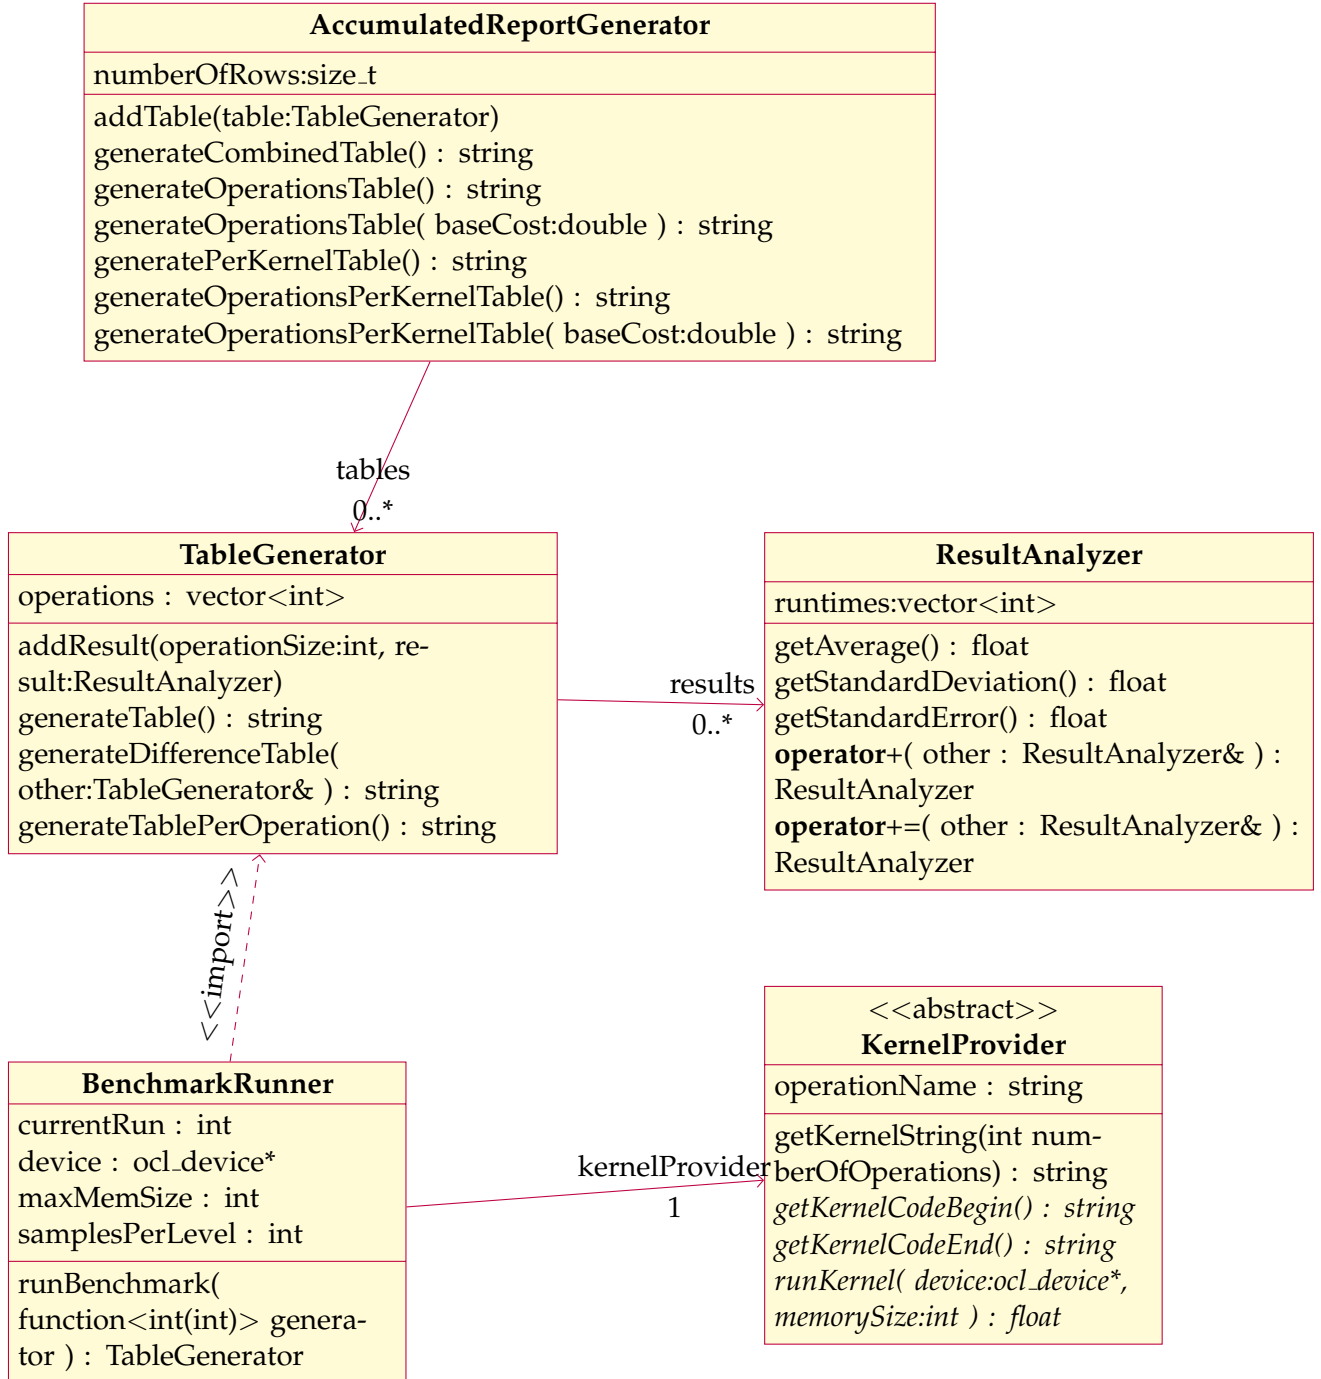 AccumulatedReportGenerator
numberOfRows:size_t
addTable(table:TableGenerator)
generateCombinedTable() : string
generateOperationsTable() : string
generateOperationsTable( baseCost:double ) : string
generatePerKernelTable() : string
generateOperationsPerKernelTable() : string
generateOperationsPerKernelTable( baseCost:double ) : string
tables
0..*
TableGenerator
operations : vector<int>
addResult(operationSize:int, re-
sult:ResultAnalyzer)
generateTable() : string
generateDifferenceTable(
other:TableGenerator& ) : string
generateTablePerOperation() : string
results
0..*
ResultAnalyzer
runtimes:vector<int>
getAverage() : float
getStandardDeviation() : float
getStandardError() : float
operator+( other : ResultAnalyzer& ) :
ResultAnalyzer
operator+=( other : ResultAnalyzer& ) :
ResultAnalyzer
<<import>>
BenchmarkRunner
currentRun : int
device : ocl_device*
maxMemSize : int
samplesPerLevel : int
runBenchmark(
function<int(int)> genera-
tor ) : TableGenerator
kernelProvider
1
<<abstract>>
KernelProvider
operationName : string
getKernelString(int num-
berOfOperations) : string
getKernelCodeBegin() : string
getKernelCodeEnd() : string
runKernel( device:ocl_device*,
memorySize:int ) : float